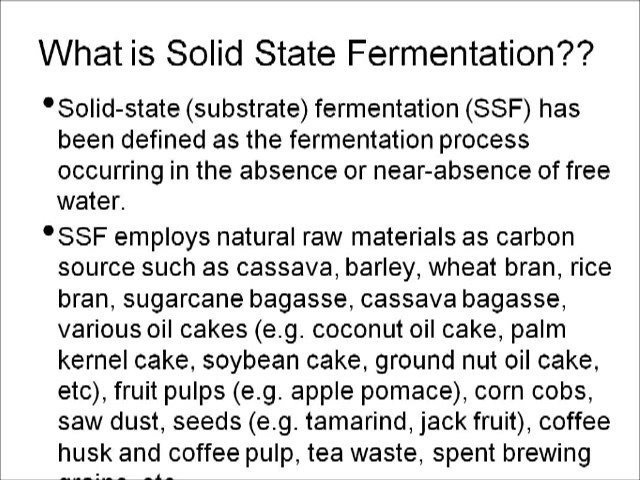 What is Solid State Fermentation??
•Solid-state (substrate) fermentation (SSF) has
been defined as the fermentation process
occurring in the absence or near-absence of free
water.
•SSF employs natural raw materials as carbon
source such as cassava, barley, wheat bran, rice
bran, sugarcane bagasse, cassava bagasse,
various oil cakes (e.g. coconut oil cake, palm
kernel cake, soybean cake, ground nut oil cake,
etc), fruit pulps (e.g. apple pomace), corn cobs,
saw dust, seeds (e.g. tamarind, jack fruit), coffee
husk and coffee pulp, tea waste, spent brewing